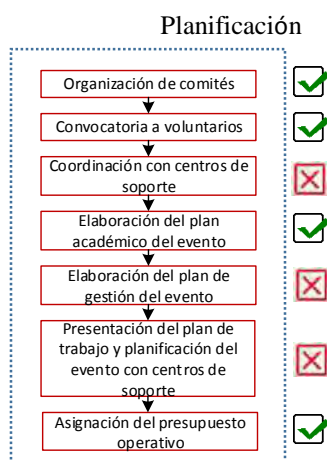 Planificación
Organización de comités
Convocatoria a voluntarios
Coordinación con centros de
soporte
Elaboración del plan
académico del evento
Elaboración del plan de
gestión del evento
Presentación del plan de
trabajo y planificación del
evento con centros de
soporte
Asignación del presupuesto
operativo